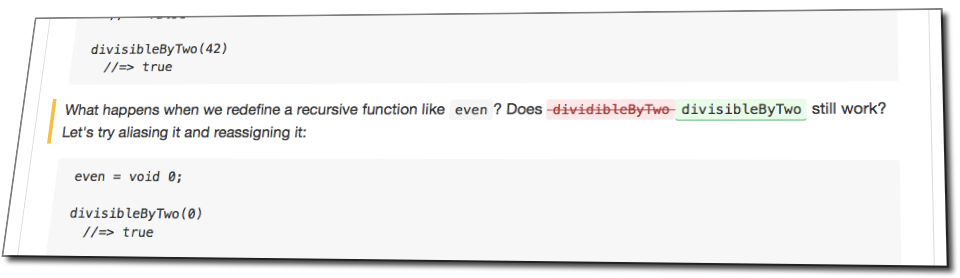 divisibleByTwo(42)
//=> true
What happens when we redefine a recursive function like even? Does dividibleByTwo divisibleByTwo still work?
Let's try aliasing it and reassigning it:
even = void 0;
divisibleByTwo(0)
//=> true